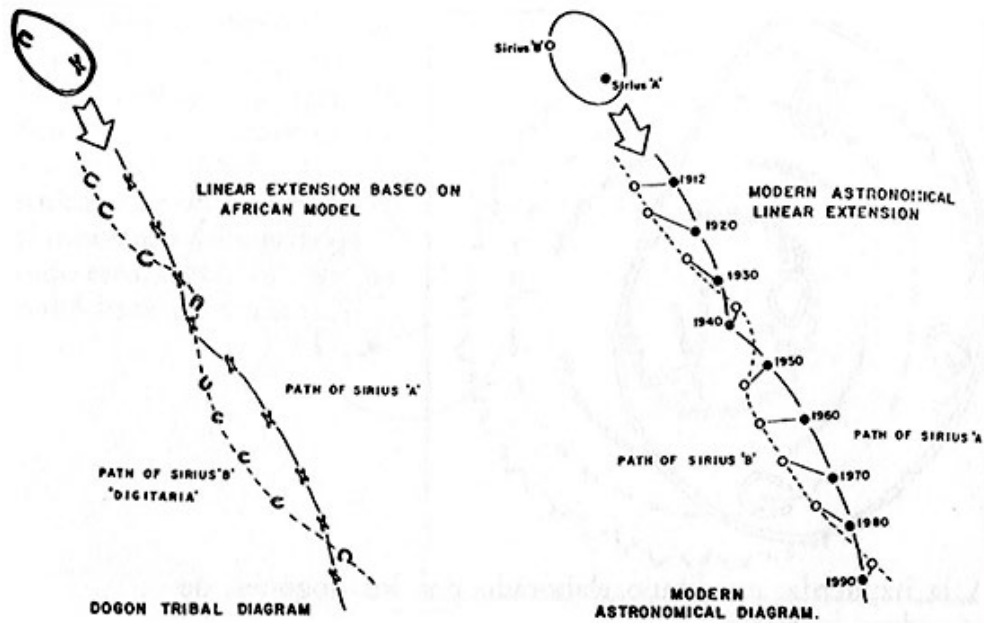 Sirius 'B'
Sirius 'A'
LINEAR EXTENSION BASED ON
AFRICAN MODEL
PATH OF SIRIUS 'A'
PATH OF SIRIUS 'B'
'DIGITARIA'
DOGON TRIBAL DIAGRAM
MODERN ASTRONOMICAL
LINEAR EXTENSION
1912
1920
1930
1940
1950
1960
1970
1980
1990
PATH OF SIRIUS 'A
PATH OF SIRIUS 'B'
MODERN
ASTRONOMICAL DIAGRAM.